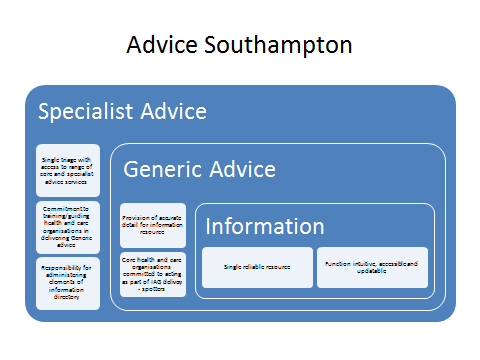 Advice Southampton
Specialist Advice
Single triage with
access to range of
core and specialist
advice services
Commitment to
training/guiding
health and care
organisations in
delivering Generic
advice
Responsibility for
administering
elements of
information
directory
Generic Advice
Provision of accurate
detail for information
resource
Core health and care
organisations
committed to acting
as part of IAG delivey
- spotters
Information
Single reliable resource
Function intuitive, accessible and
updatable